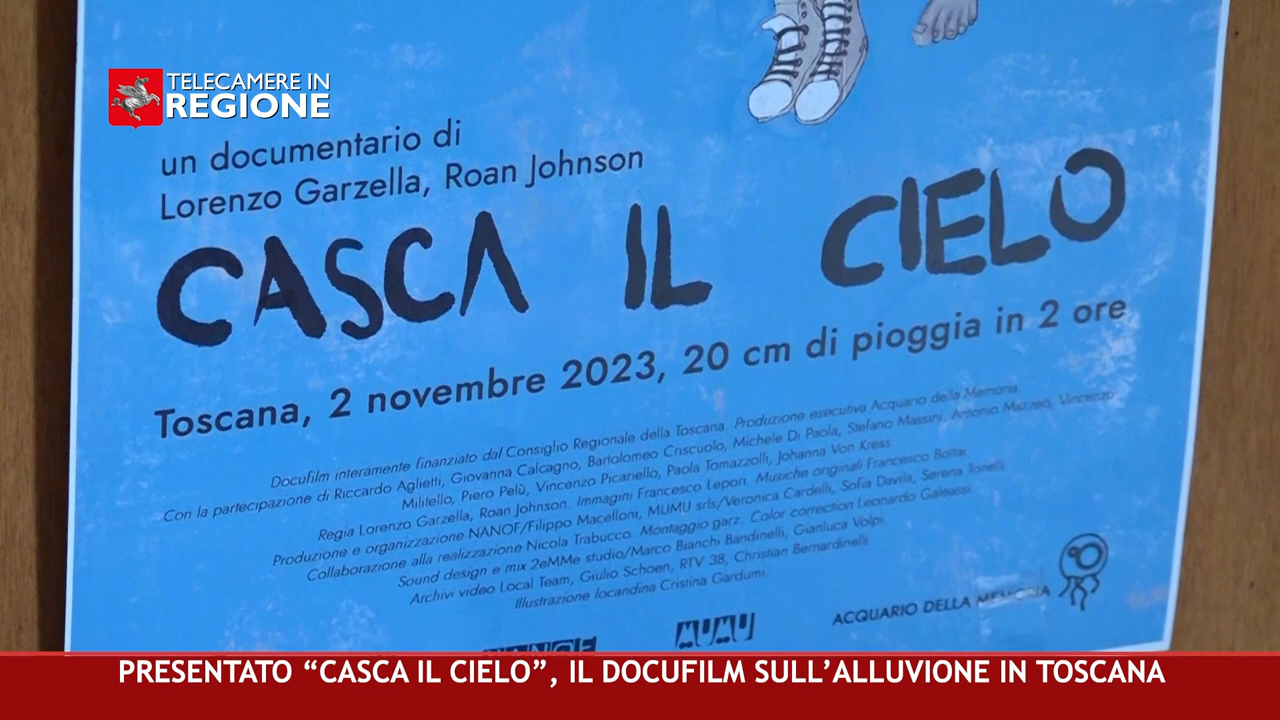 TELECAMERE IN
REGIONE
un documentario di
Lorenzo Garzella, Roan Johnson
CASCA IL CIELO
Toscana, 2 novembre 2023, 20 cm di pioggia in 2 ore
Docufilm interamente finanziato dal Consiglio Regionale della Toscana. Produzione esecutiva Acquario della Memoria
Con la partecipazione di Riccardo Aglietti, Giovanna Calcagno, Bartolomeo Criscuolo, Michele Di Paola, Stefano Massini, Antonio Mazzeo, Vincenzo
Militello, Piero Pelù, Vincenzo Picariello, Paola Tomazzolli, Johanna Von Kress
Regia Lorenzo Garzella, Roan Johnson. Immagini Francesco Lepori. Musiche originali Francesco Bottai
Produzione e organizzazione NANOF/Filippo Macelloni, MUMU srls/Veronica Cardelli, Sofia Davila, Serena Tonelli
Collaborazione alla realizzazione Nicola Trabucco. Montaggio garz. Color correction Leonardo Galeassi
Sound design e mix 2eMMe studio/Marco Bianchi Bandinelli, Gianluca Volpi.
Archivi video Local Team, Giulio Schoen, RTV 38, Christian Bernardinelli
Illustrazione locandina Cristina Gardumi.
MUMU
ACQUARIO DELLA MEMORIA
PRESENTATO “CASCA IL CIELO”, IL DOCUFILM SULL’ALLUVIONE IN TOSCANA